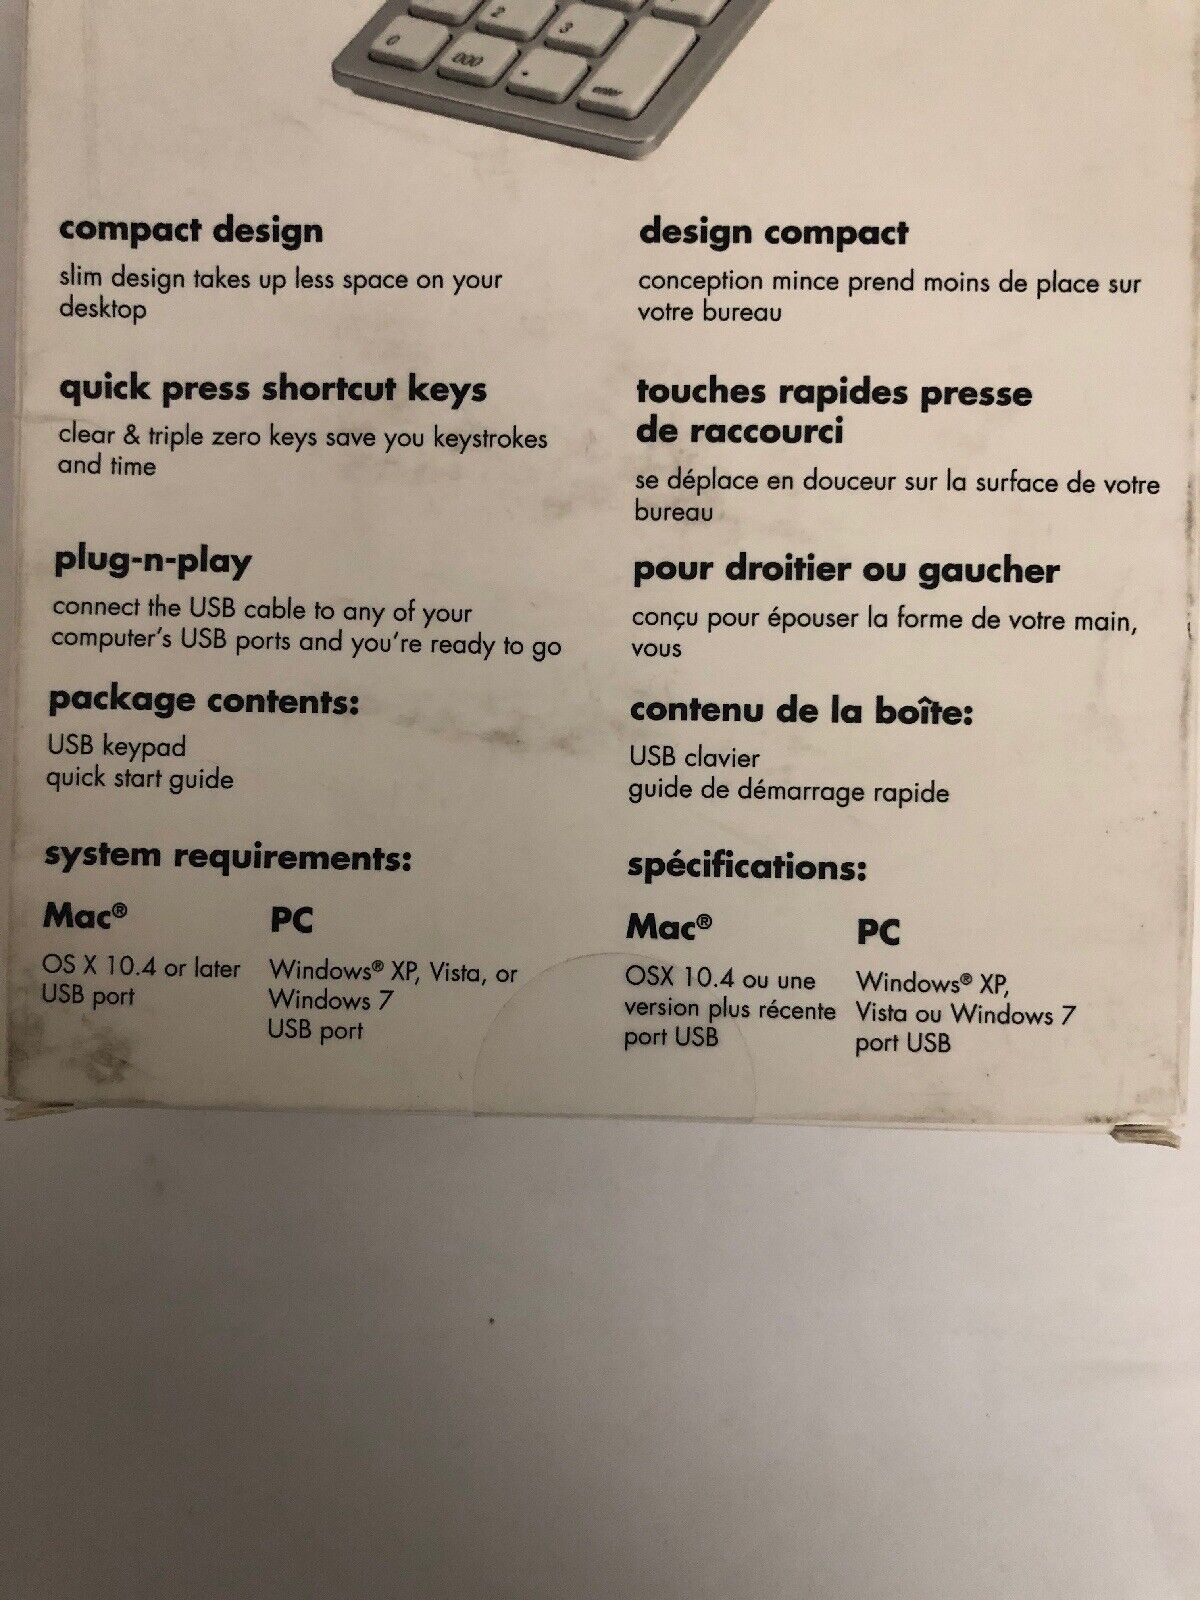 2
3
0
000
.
enter
compact design
slim design takes up less space on your
desktop
quick press shortcut keys
clear & triple zero keys save you keystrokes
and time
plug-n-play
connect the USB cable to any of your
computer's USB ports and you're ready to go
package contents:
USB keypad
quick start guide
system requirements:
Mac®
OS X 10.4 or later
USB port
PC
Windows® XP, Vista, or
Windows 7
USB port
design compact
conception mince prend moins de place sur
votre bureau
touches rapides presse
de raccourci
se déplace en douceur sur la surface de votre
bureau
pour droitier ou gaucher
conçu pour épouser la forme de votre main,
vous
contenu de la boîte:
USB clavier
guide de démarrage rapide
spécifications:
Mac®
OSX 10.4 ou une
version plus récente
port USB
PC
Windows® XP,
Vista ou Windows 7
port USB